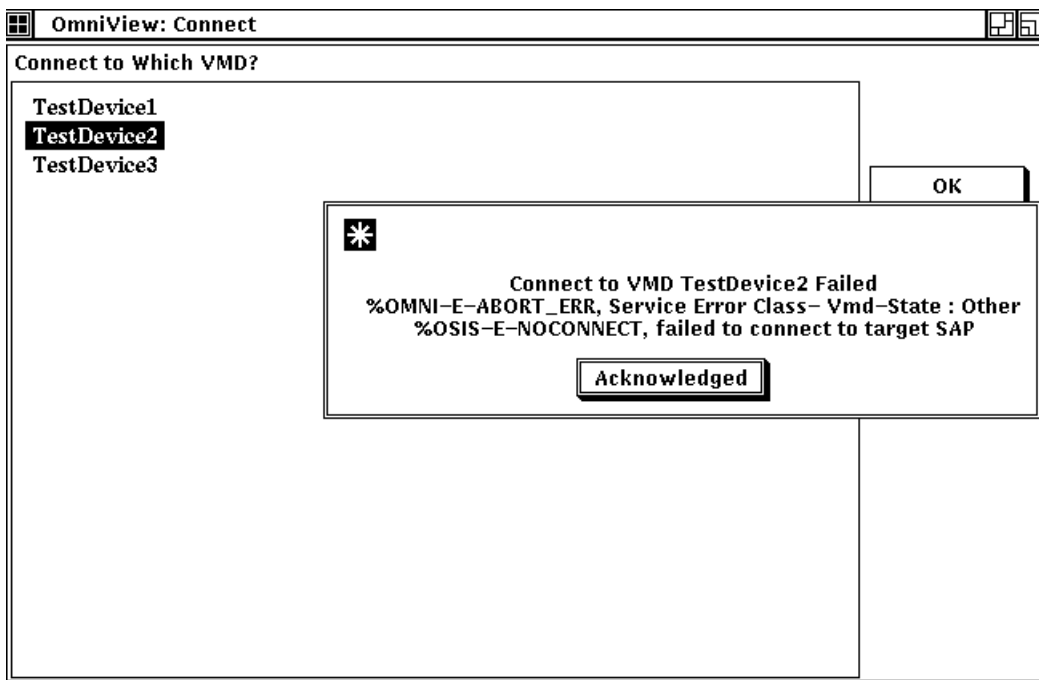 OmniView: Connect
Connect to Which VMD?
TestDevice1
TestDevice2
TestDevice3
OK
Connect to VMD TestDevice2 Failed
%OMNI-E-ABORT_ERR, Service Error Class- Vmd-State : Other
%OSIS-E-NOCONNECT, failed to connect to target SAP
Acknowledged